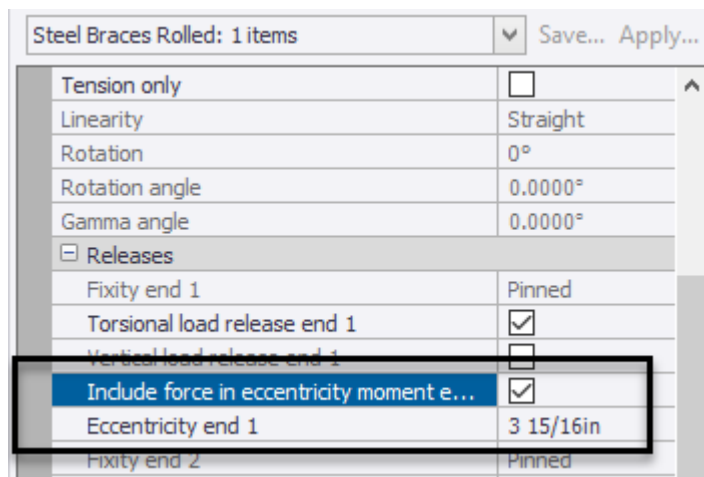 Steel Braces Rolled: 1 items Save... Apply...
Tension only
Linearity Straight
Rotation 0°
Rotation angle 0.0000°
Gamma angle 0.0000°
Releases
Fixity end 1 Pinned
Torsional load release end 1
Vertical load release end 1
Include force in eccentricity moment e...
Eccentricity end 1 3 15/16in
Fixity end 2 Pinned